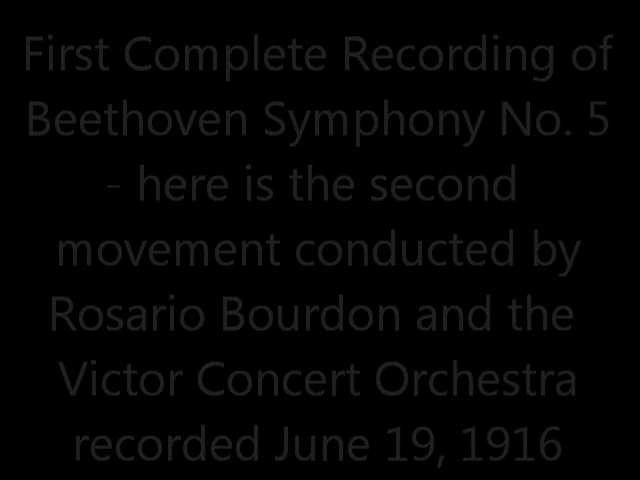 First Complete Recording of
Beethoven Symphony No. 5
- here is the second
movement conducted by
Rosario Bourdon and the
Victor Concert Orchestra
recorded June 19, 1916